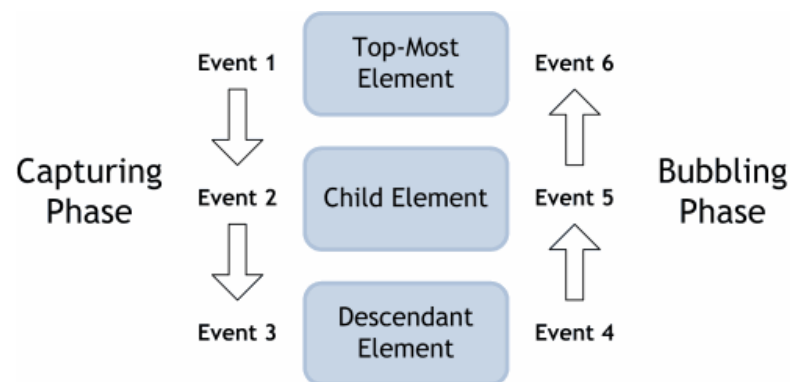 Top-Most
Element
Event 1
Event 6
Capturing
Phase
Event 2
Child Element
Event 5
Bubbling
Phase
Event 3
Descendant
Element
Event 4